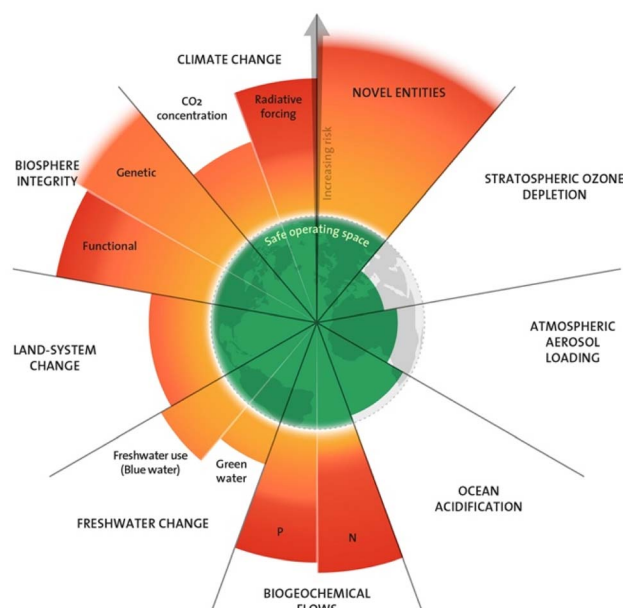 CLIMATE CHANGE
CO2
concentration
Radiative
forcing
NOVEL ENTITIES
Increasing risk
STRATOSPHERIC OZONE
DEPLETION
BIOSPHERE
INTEGRITY
Genetic
Functional
Safe operating space
LAND-SYSTEM
CHANGE
ATMOSPHERIC
AEROSOL
LOADING
Freshwater use
(Blue water)
Green
water
FRESHWATER CHANGE
OCEAN
ACIDIFICATION
P
N
BIOGEOCHEMICAL
FLOWS